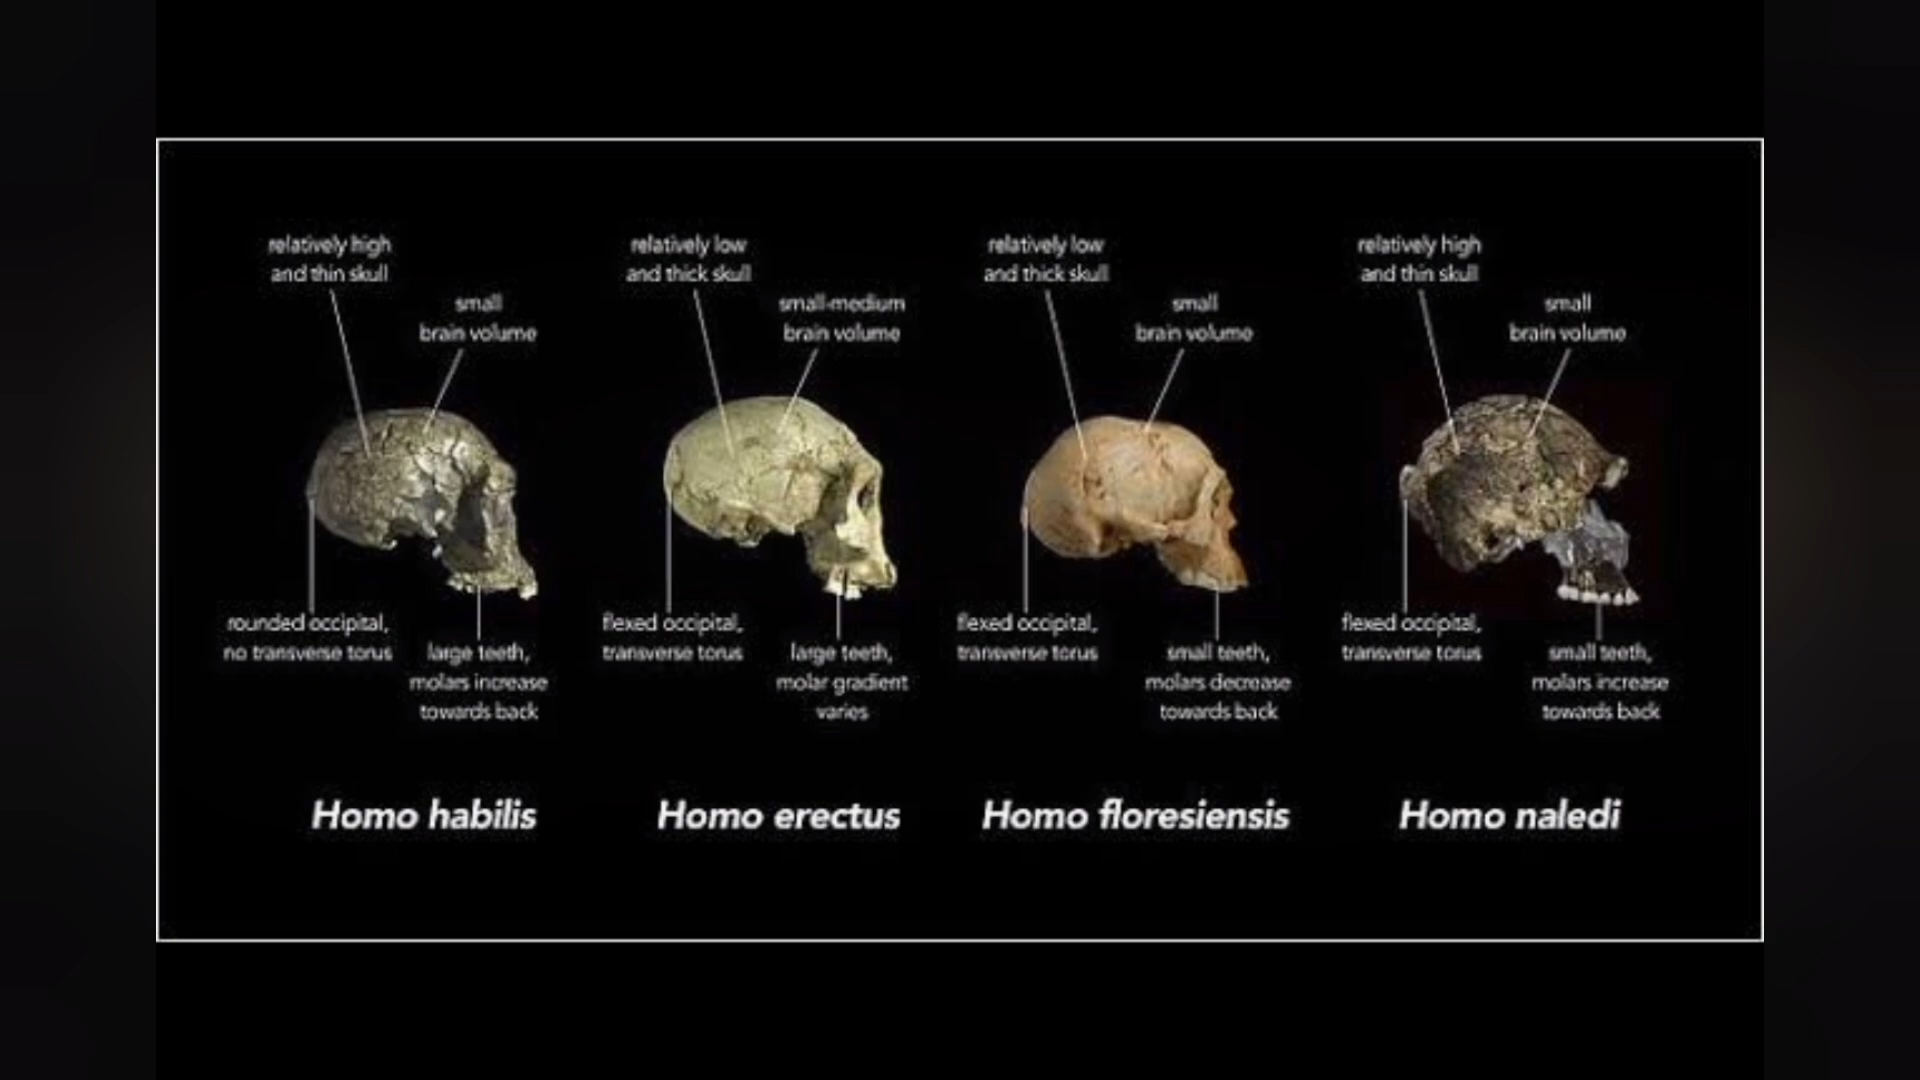 relatively high
and thin skull
small
brain volume
rounded occipital,
no transverse torus
large teeth,
molars increase
towards back
Homo habilis
relatively low
and thick skull
small-medium
brain volume
flexed occipital,
transverse torus
large teeth,
molar gradient
varies
Homo erectus
relatively low
and thick skull
small
brain volume
flexed occipital,
transverse torus
small teeth,
molars decrease
towards back
Homo floresiensis
relatively high
and thin skull
small
brain volume
flexed occipital,
transverse torus
small teeth,
molars increase
towards back
Homo naledi